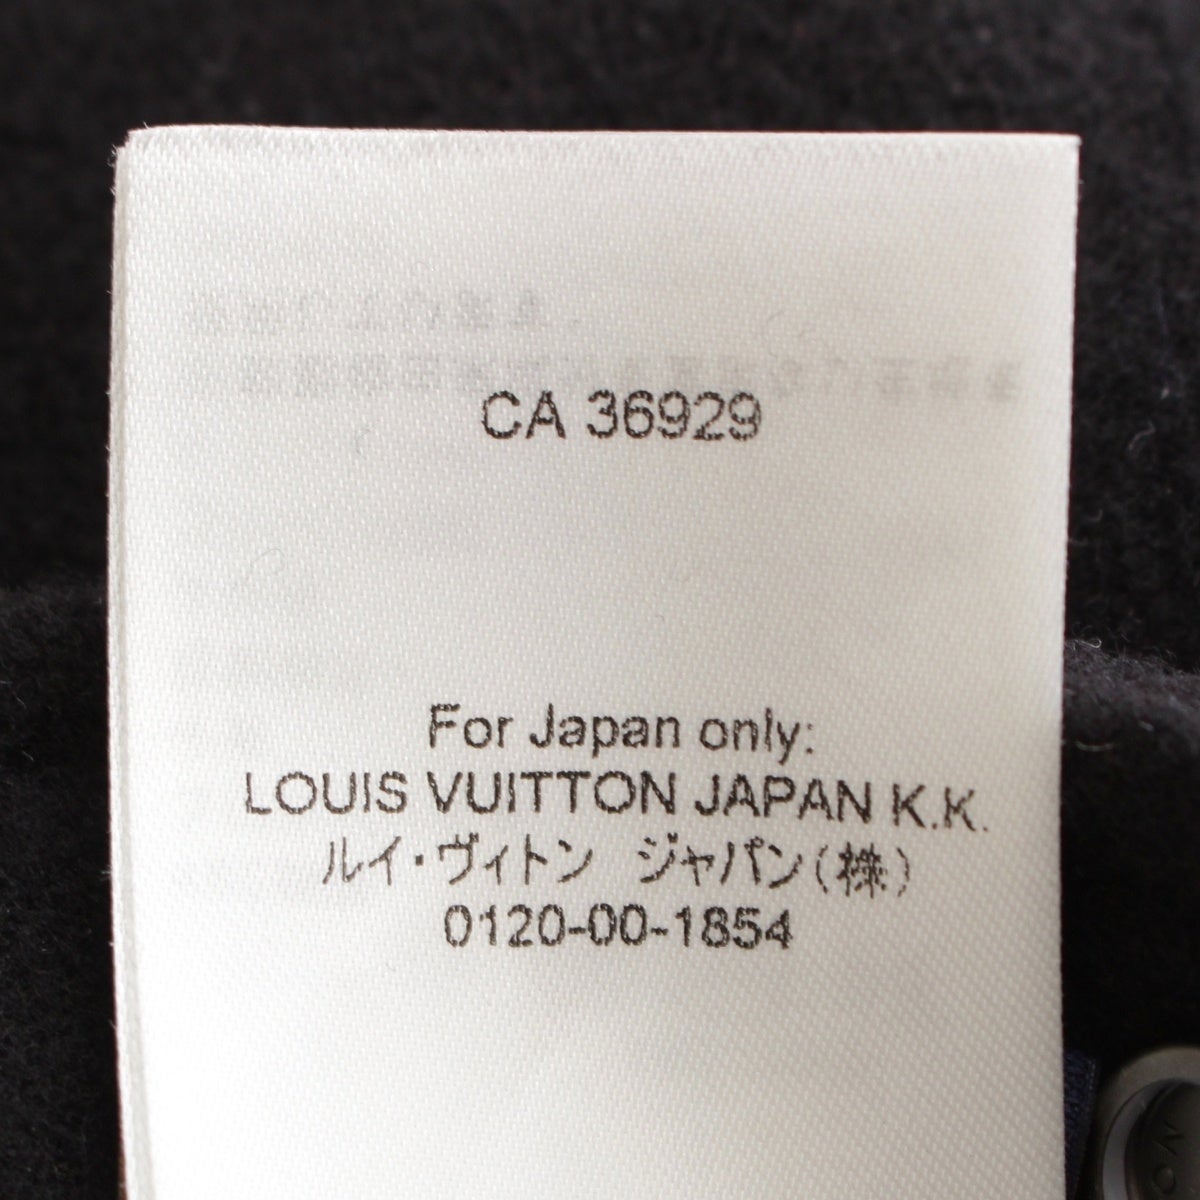 CA 36929
For Japan only:
LOUIS VUITTON JAPAN K.K.
ルイ・ヴィトン ジャパン(株)
0120-00-1854